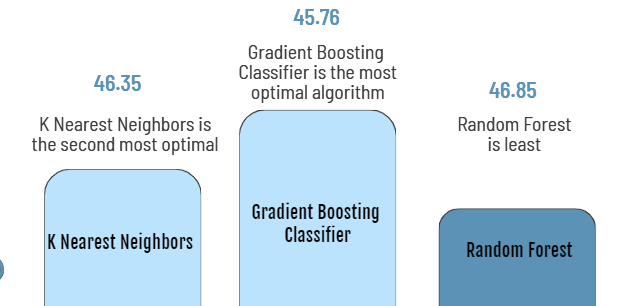 45.76
Gradient Boosting
Classifier is the most
optimal algorithm
46.35
K Nearest Neighbors is
the second most optimal
46.85
Random Forest
is least
K Nearest Neighbors
Gradient Boosting
Classifier
Random Forest